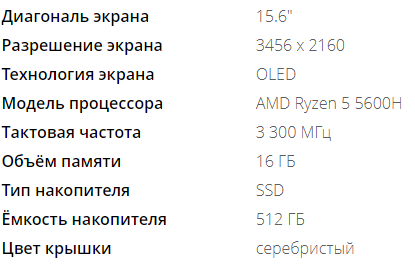 Диагональ экрана 15.6"
Разрешение экрана 3456 x 2160
Технология экрана OLED
Модель процессора AMD Ryzen 5 5600H
Тактовая частота 3 300 МГц
Объём памяти 16 ГБ
Тип накопителя SSD
Ёмкость накопителя 512 ГБ
Цвет крышки серебристый